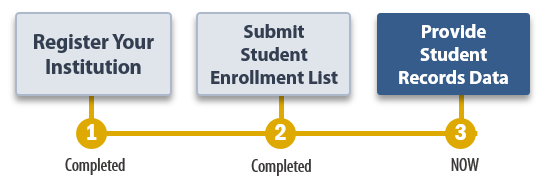 Register Your
Institution
Submit
Student
Enrollment List
Provide
Student
Records Data
1
2
3
Completed
Completed
NOW